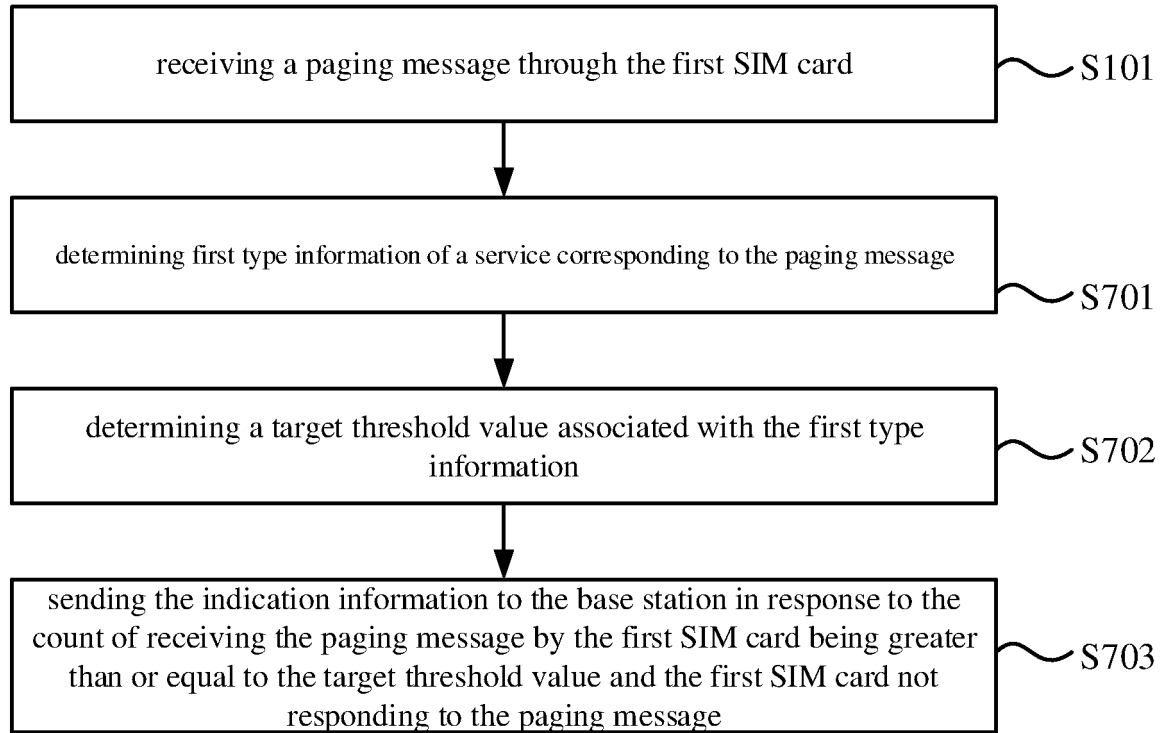 receiving a paging message through the first SIM card
S101
determining first type information of a service corresponding to the paging message
S701
determining a target threshold value associated with the first type
information
S702
sending the indication information to the base station in response to the
count of receiving the paging message by the first SIM card being greater
than or equal to the target threshold value and the first SIM card not
responding to the paging message
S703